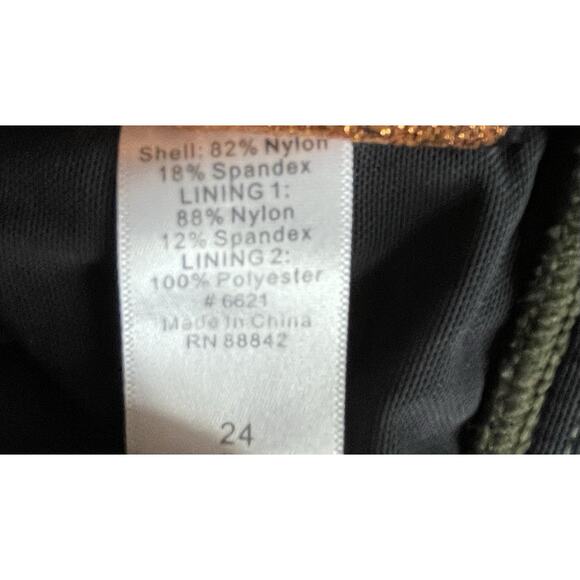 Shell: 82% Nylon
18% Spandex
LINING 1:
88% Nylon
12% Spandex
LINING 2:
100% Polyester
# 6621
Made In China
RN 88842
24